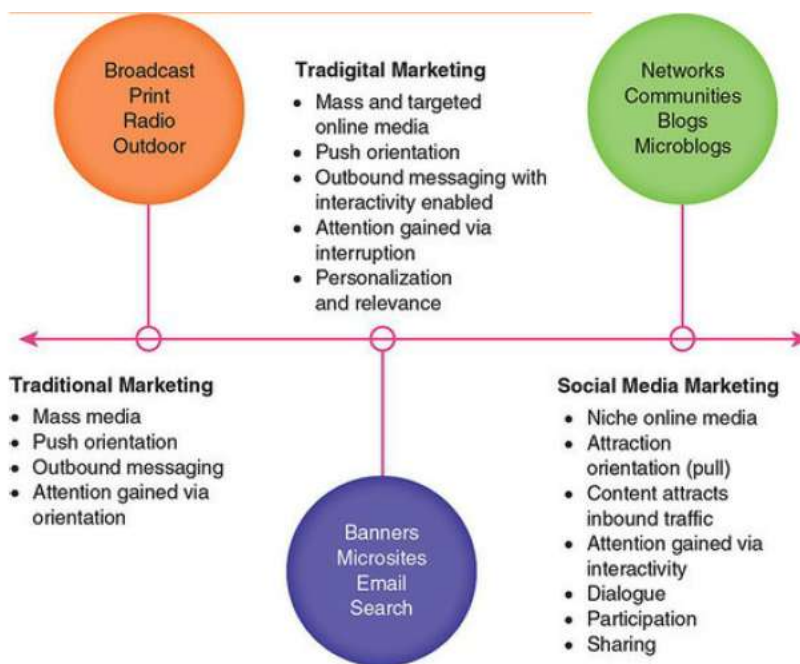 Broadcast
Print
Radio
Outdoor
Tradigital Marketing
• Mass and targeted
online media
• Push orientation
• Outbound messaging with
interactivity enabled
• Attention gained via
interruption
• Personalization
and relevance
Networks
Communities
Blogs
Microblogs
Traditional Marketing
• Mass media
• Push orientation
• Outbound messaging
• Attention gained via
orientation
Banners
Microsites
Email
Search
Social Media Marketing
• Niche online media
• Attraction
orientation (pull)
• Content attracts
inbound traffic
• Attention gained via
interactivity
• Dialogue
• Participation
• Sharing